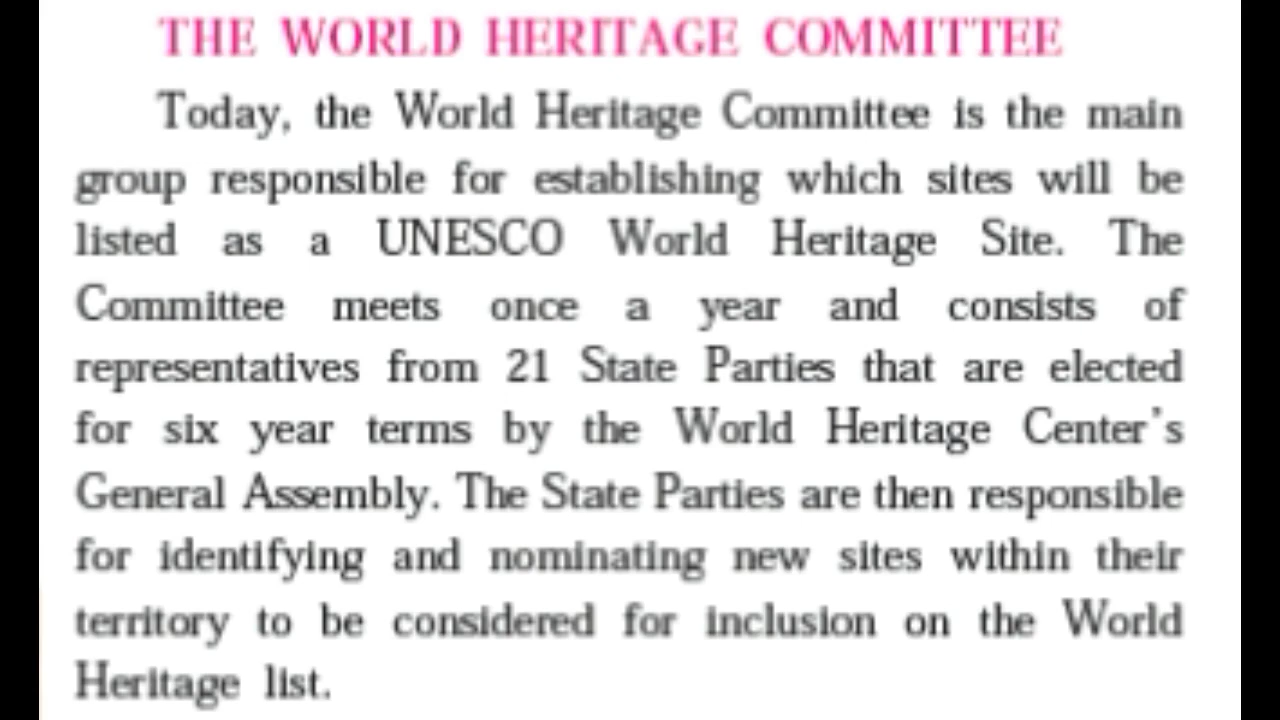 THE WORLD HERITAGE COMMITTEE
Today, the World Heritage Committee is the main
group responsible for establishing which sites will be
listed as a UNESCO World Heritage Site. The
Committee meets once a year and consists of
representatives from 21 State Parties that are elected
for six year terms by the World Heritage Center's
General Assembly. The State Parties are then responsible
for identifying and nominating new sites within their
territory to be considered for inclusion on the World
Heritage list.